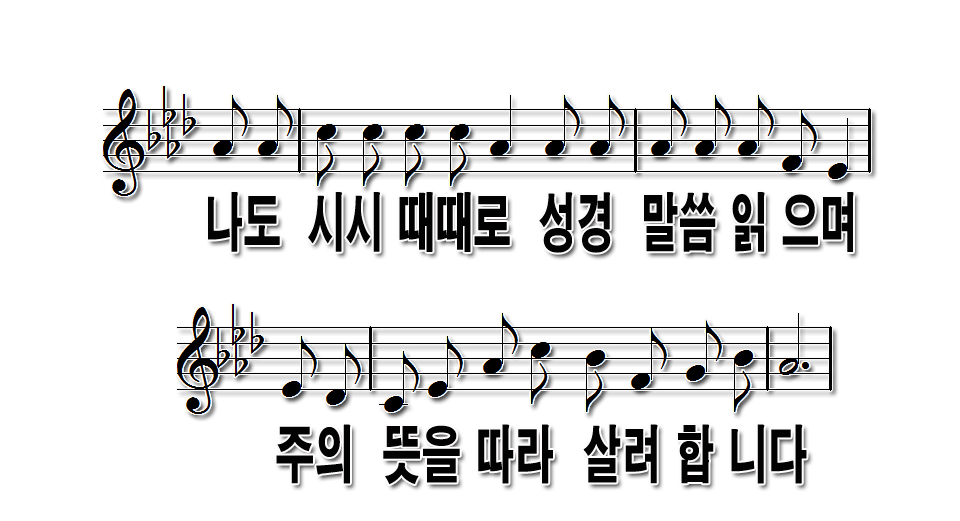 나도 시시 때때로 성경 말씀 읽 으며
주의 뜻을 따라 살려 합 니다